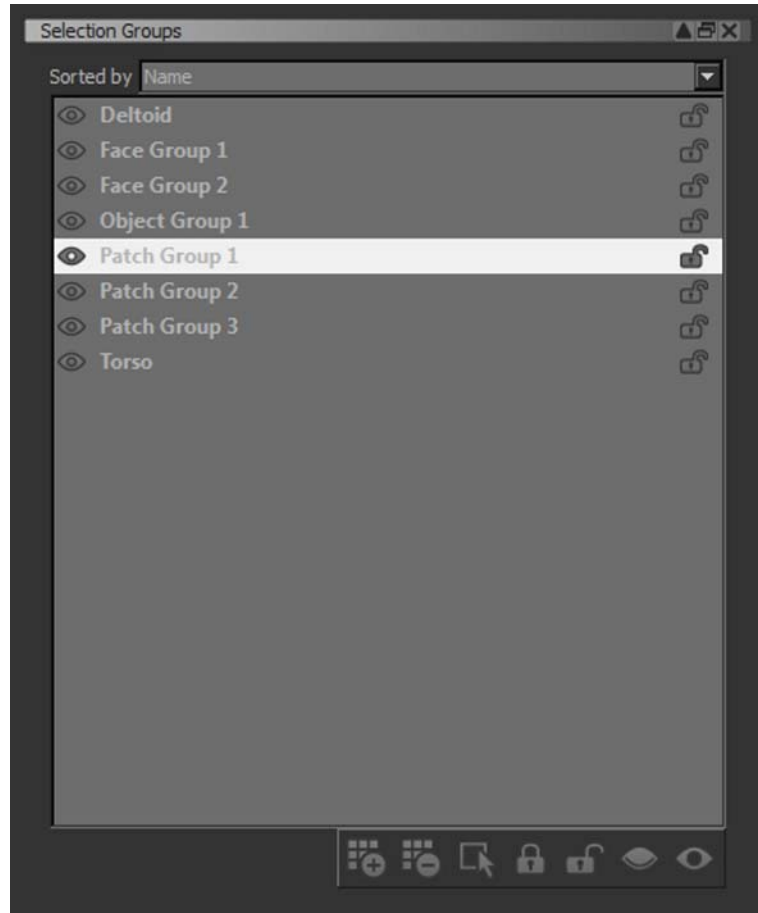 Selection Groups
Sorted by Name
Deltoid
Face Group 1
Face Group 2
Object Group 1
Patch Group 1
Patch Group 2
Patch Group 3
Torso